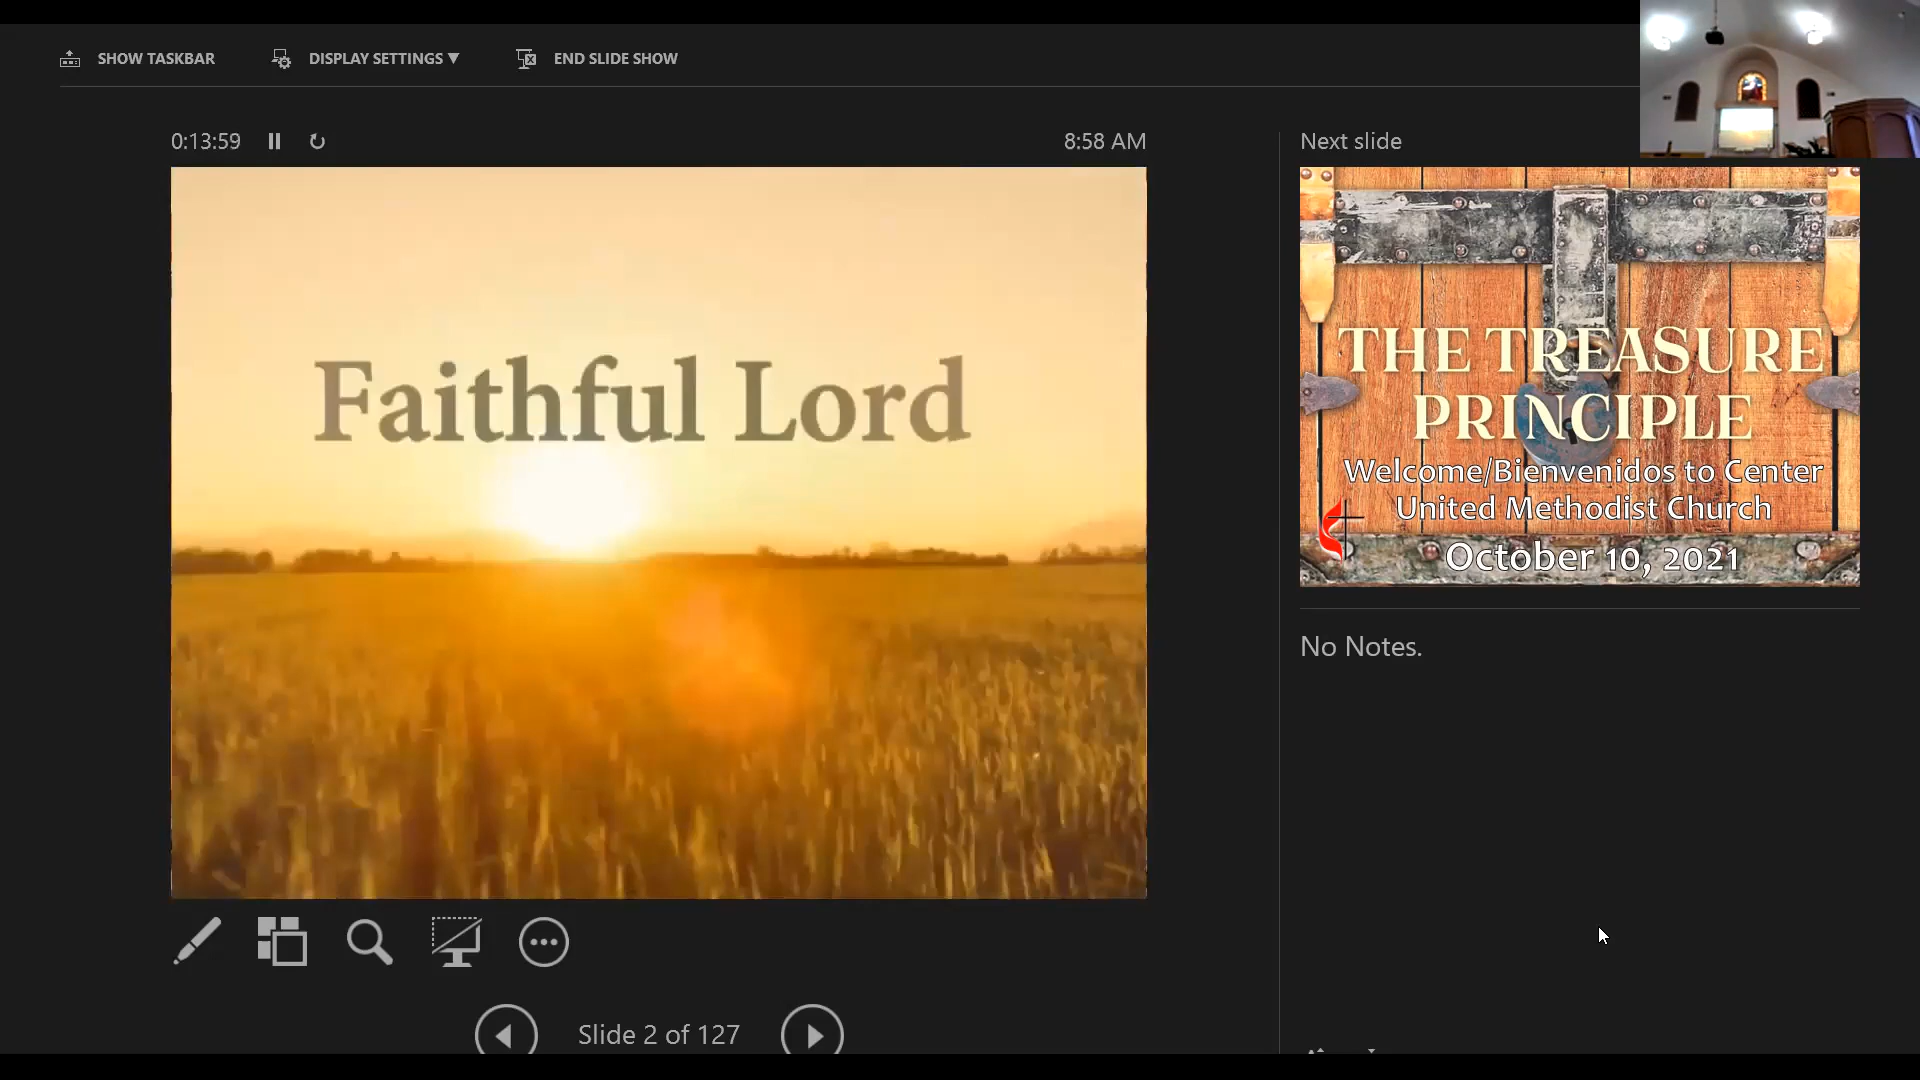 SHOW TASKBAR
DISPLAY SETTINGS ▼
END SLIDE SHOW
0:13:59
8:58 AM
Faithful Lord
Slide 2 of 127
Next slide
THE TREASURE
PRINCIPLE
Welcome/Bienvenidos to Center
United Methodist Church
October 10, 2021
No Notes.